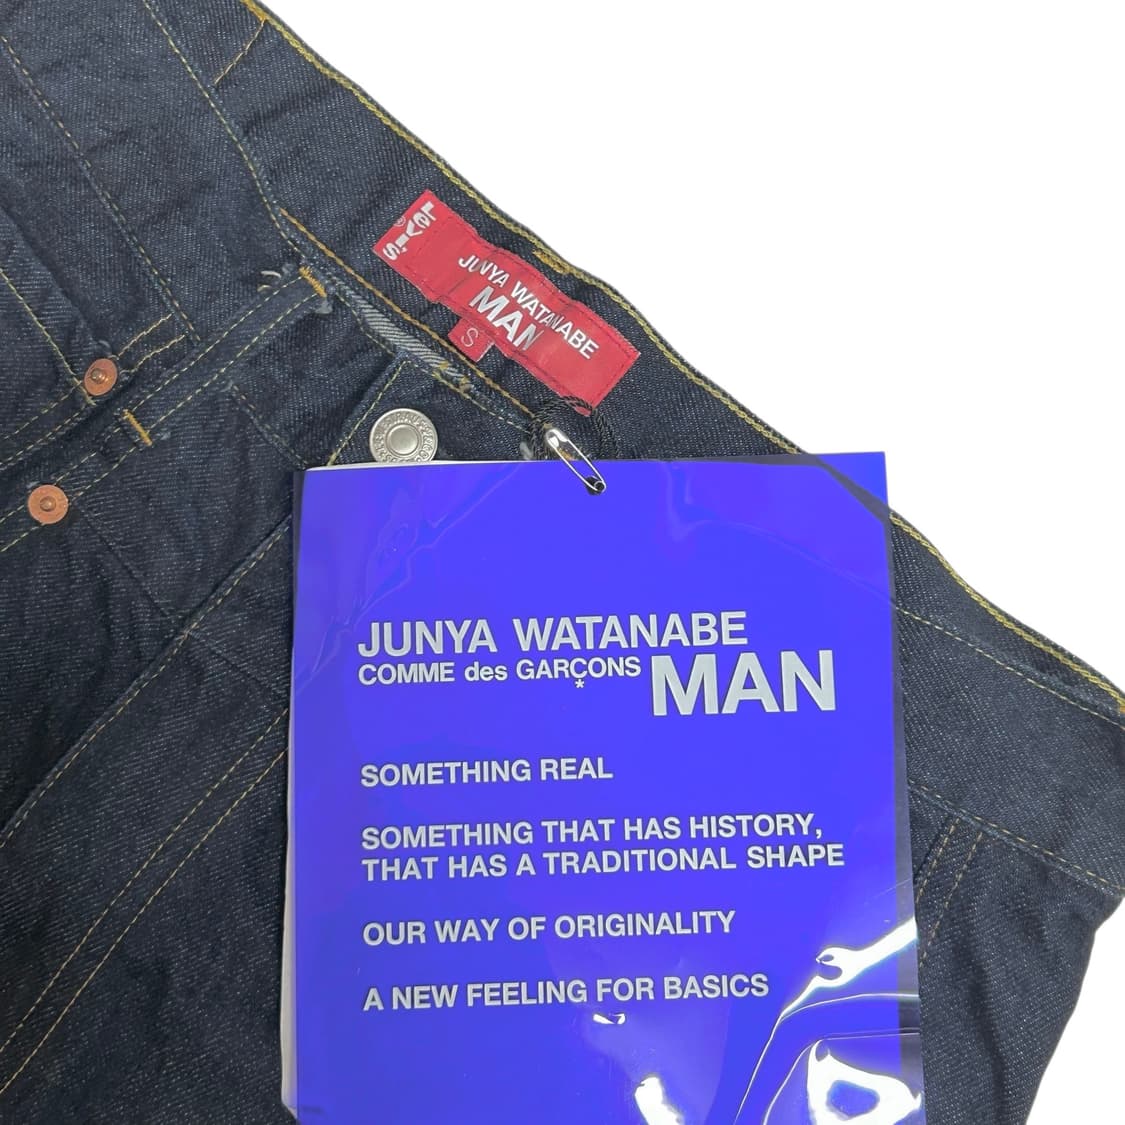 Levi's
®
JUNYA WATANABE
MAN
S
JUNYA WATANABE
COMME des GARÇONS
MAN
*
SOMETHING REAL
SOMETHING THAT HAS HISTORY,
THAT HAS A TRADITIONAL SHAPE
OUR WAY OF ORIGINALITY
A NEW FEELING FOR BASICS